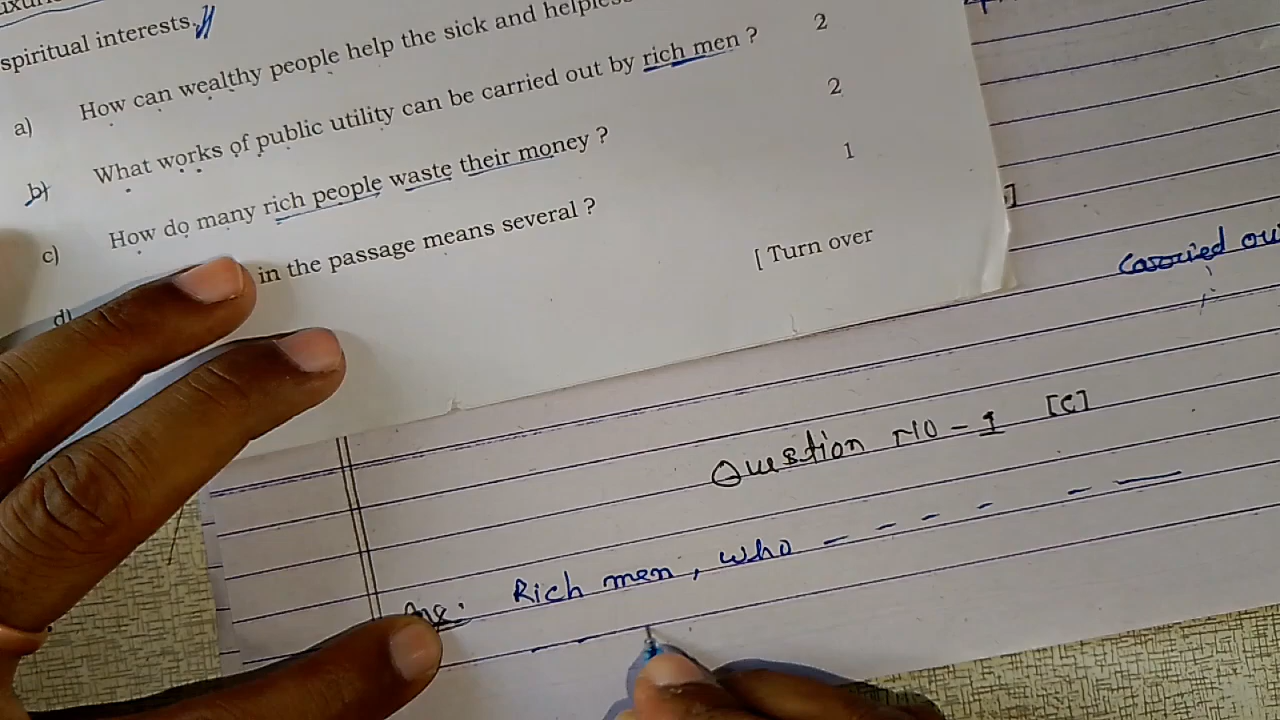 spiritual interests.
a) How can wealthy people help the sick and 2
b) What works of public utility can be carried out by rich men ? 2
c) How do many rich people waste their money ? 1
d) in the passage means several ?
[ Turn over
]
carried
Question No - 1 [C]
Ans. Rich men, who - - - - - —